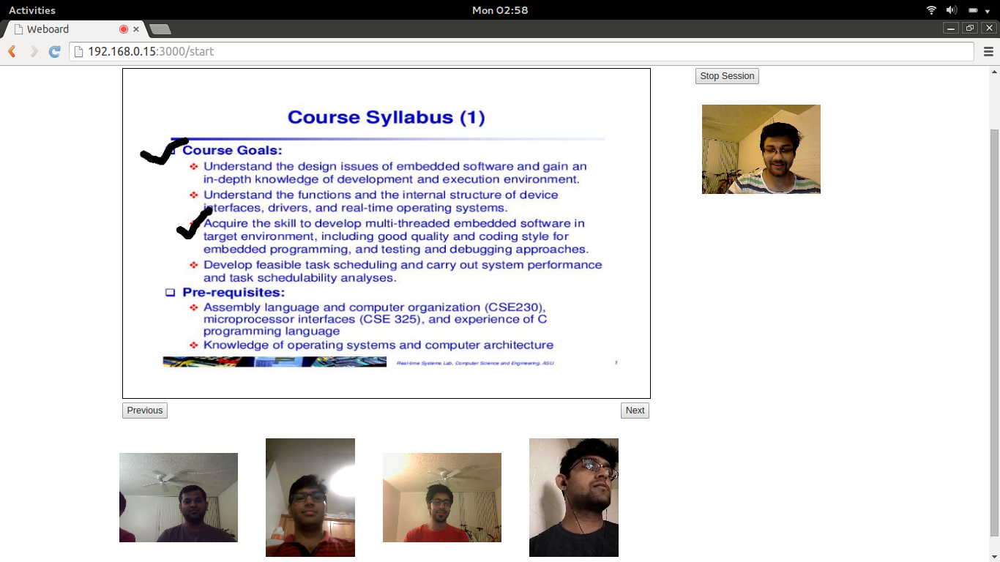 Activities
Mon 02:58
Weboard
192.168.0.15:3000/start
Stop Session
Course Syllabus (1)
Course Goals:
Understand the design issues of embedded software and gain an
in-depth knowledge of development and execution environment.
Understand the functions and the internal structure of device
interfaces, drivers, and real-time operating systems.
Acquire the skill to develop multi-threaded embedded software in
target environment, including good quality and coding style for
embedded programming, and testing and debugging approaches.
Develop feasible task scheduling and carry out system performance
and task schedulability analyses.
Pre-requisites:
Assembly language and computer organization (CSE230),
microprocessor interfaces (CSE 325), and experience of C
programming language
Knowledge of operating systems and computer architecture
Real-time Systems Lab, Computer Science and Engineering, ASU
1
Previous
Next